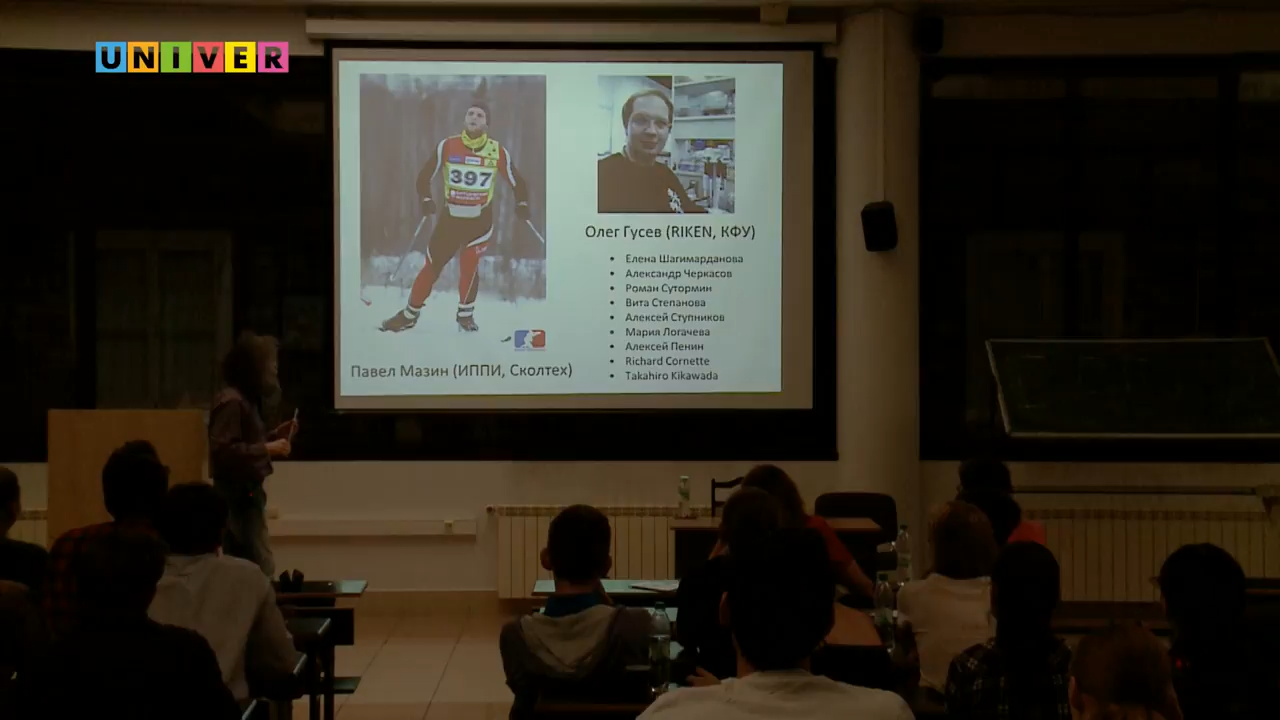 UNIVER
397
Павел Мазин (ИППИ, Сколтех)
Олег Гусев (RIKEN, КФУ)
• Елена Шагимарданова
• Александр Черкасов
• Роман Сутормин
• Вита Степанова
• Алексей Ступников
• Мария Логачева
• Алексей Пенин
• Richard Cornette
• Takahiro Kikawada